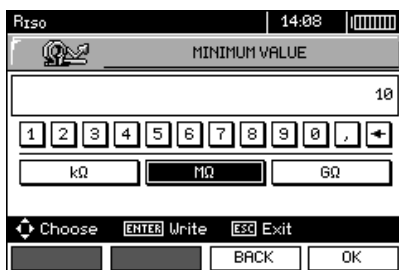 RISO 14:08
MINIMUM VALUE
10
1 2 3 4 5 6 7 8 9 0 ,
kΩ MΩ GΩ
Choose ENTER Write ESC Exit
BACK OK